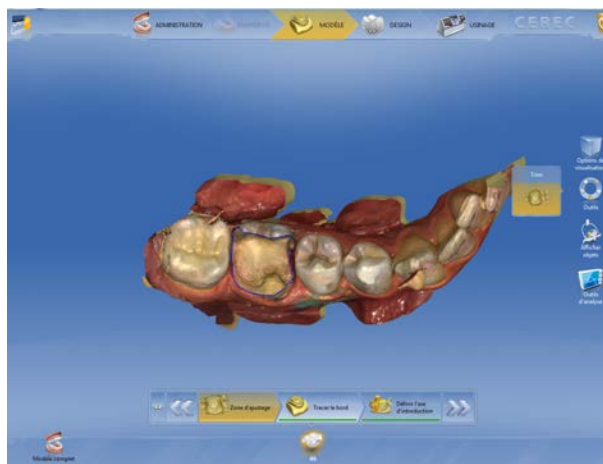 ADMINISTRATION
MODÈLE
DESIGN
USINAGE
CEREC
Tous
Options de
visualisation
Outils
Afficher
objets
Outils
d'analyse
Zone d'ajustage
Tracer le bord
Définir l'axe
d'introduction
Modèle complet